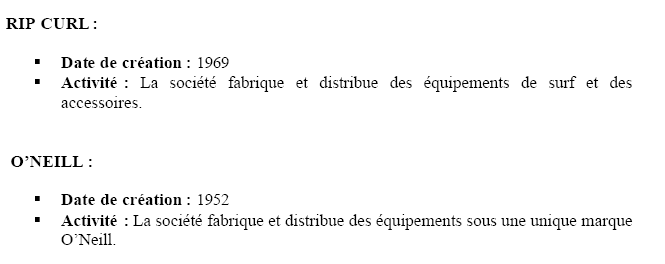 RIP CURL :
▪ Date de création : 1969
▪ Activité : La société fabrique et distribue des équipements de surf et des
accessoires.
O’NEILL :
▪ Date de création : 1952
▪ Activité : La société fabrique et distribue des équipements sous une unique marque
O’Neill.